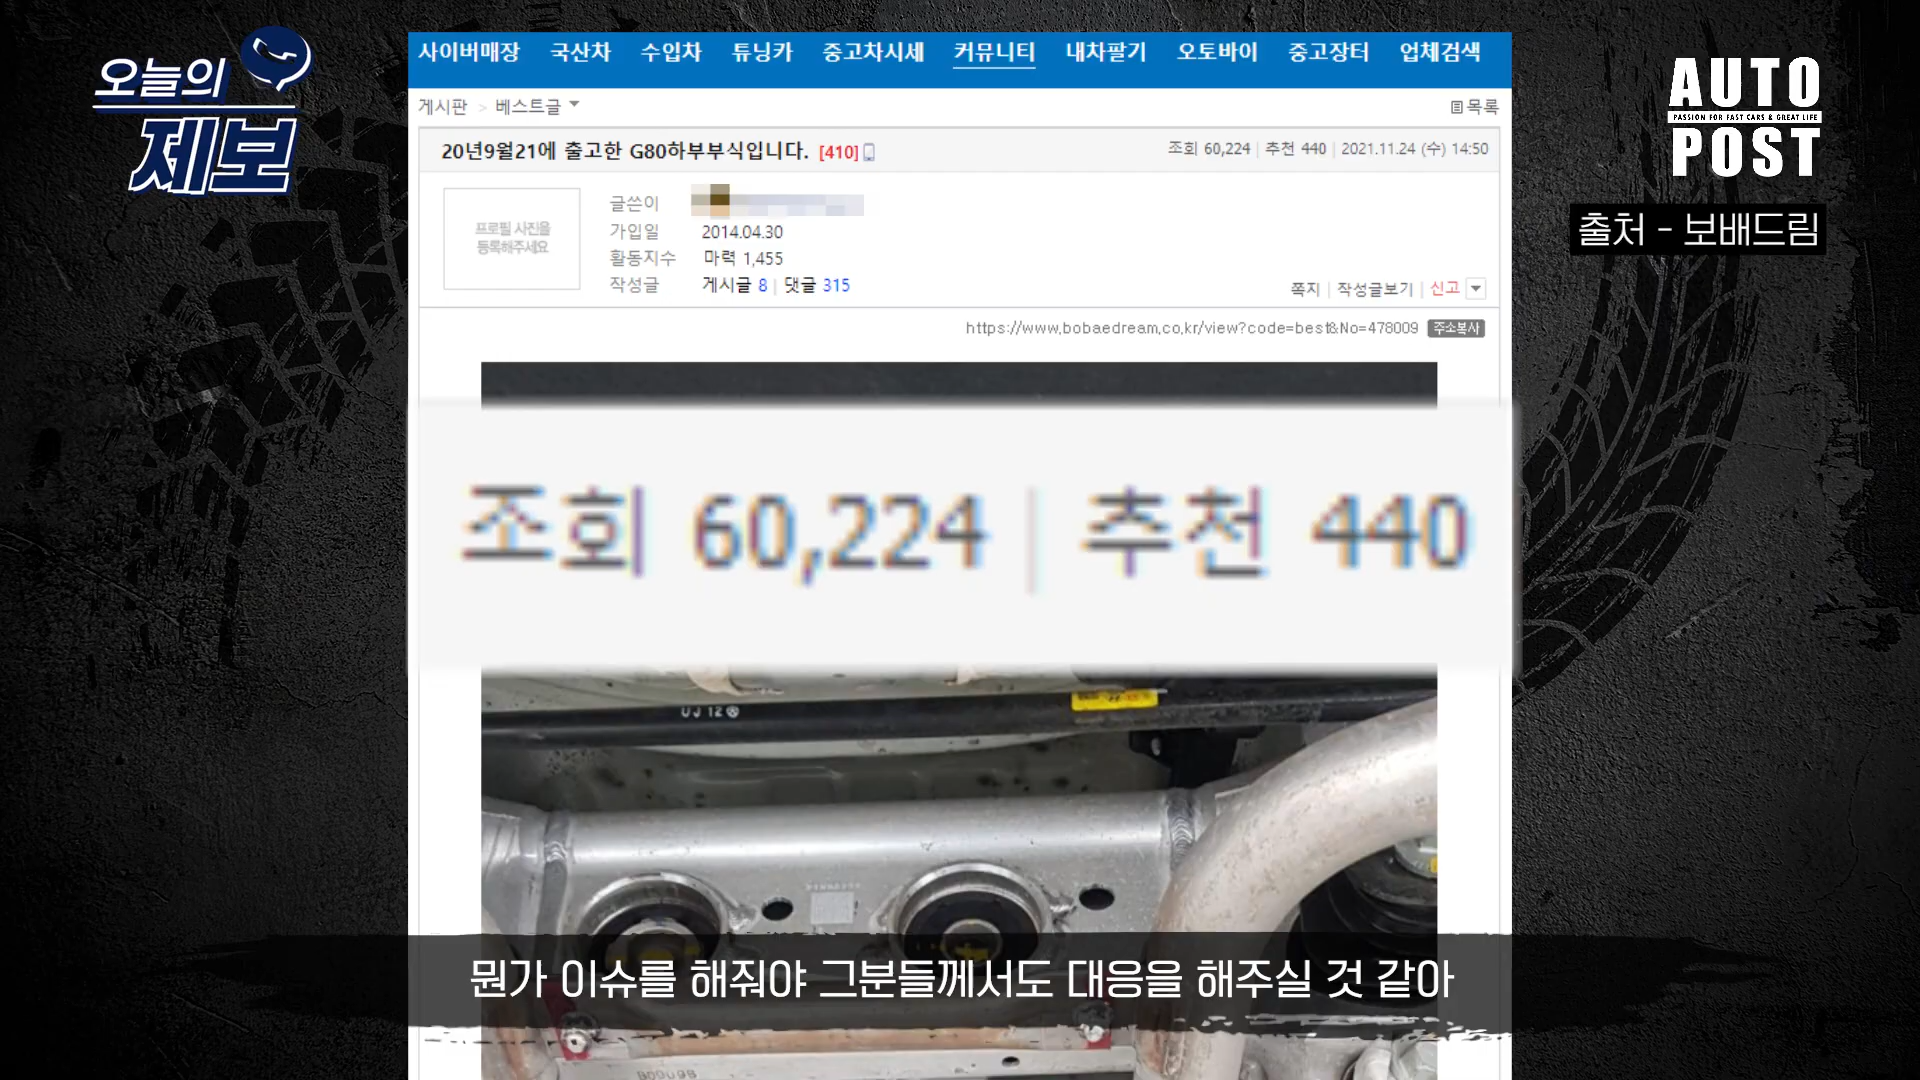 오늘의
제보
사이버매장 국산차 수입차 튜닝카 중고차시세 커뮤니티 내차팔기 오토바이 중고장터 업체검색
게시판 > 베스트글
목록
20년9월21에 출고한 G80하부부식입니다. [410]
조회 60,224 | 추천 440 | 2021.11.24 (수) 14:50
프로필 사진을
등록해주세요
글쓴이
가입일 2014.04.30
활동지수 마력 1,455
작성글 게시글 8 | 댓글 315
쪽지 | 작성글보기 | 신고
https://www.bobaedream.co.kr/view?code=best&No=478009 주소복사
AUTO
PASSION FOR FAST CARS & GREAT LIFE
POST
출처 - 보배드림
조회 60,224 | 추천 440
UJ 12
뭔가 이슈를 해줘야 그분들께서도 대응을 해주실 것 같아